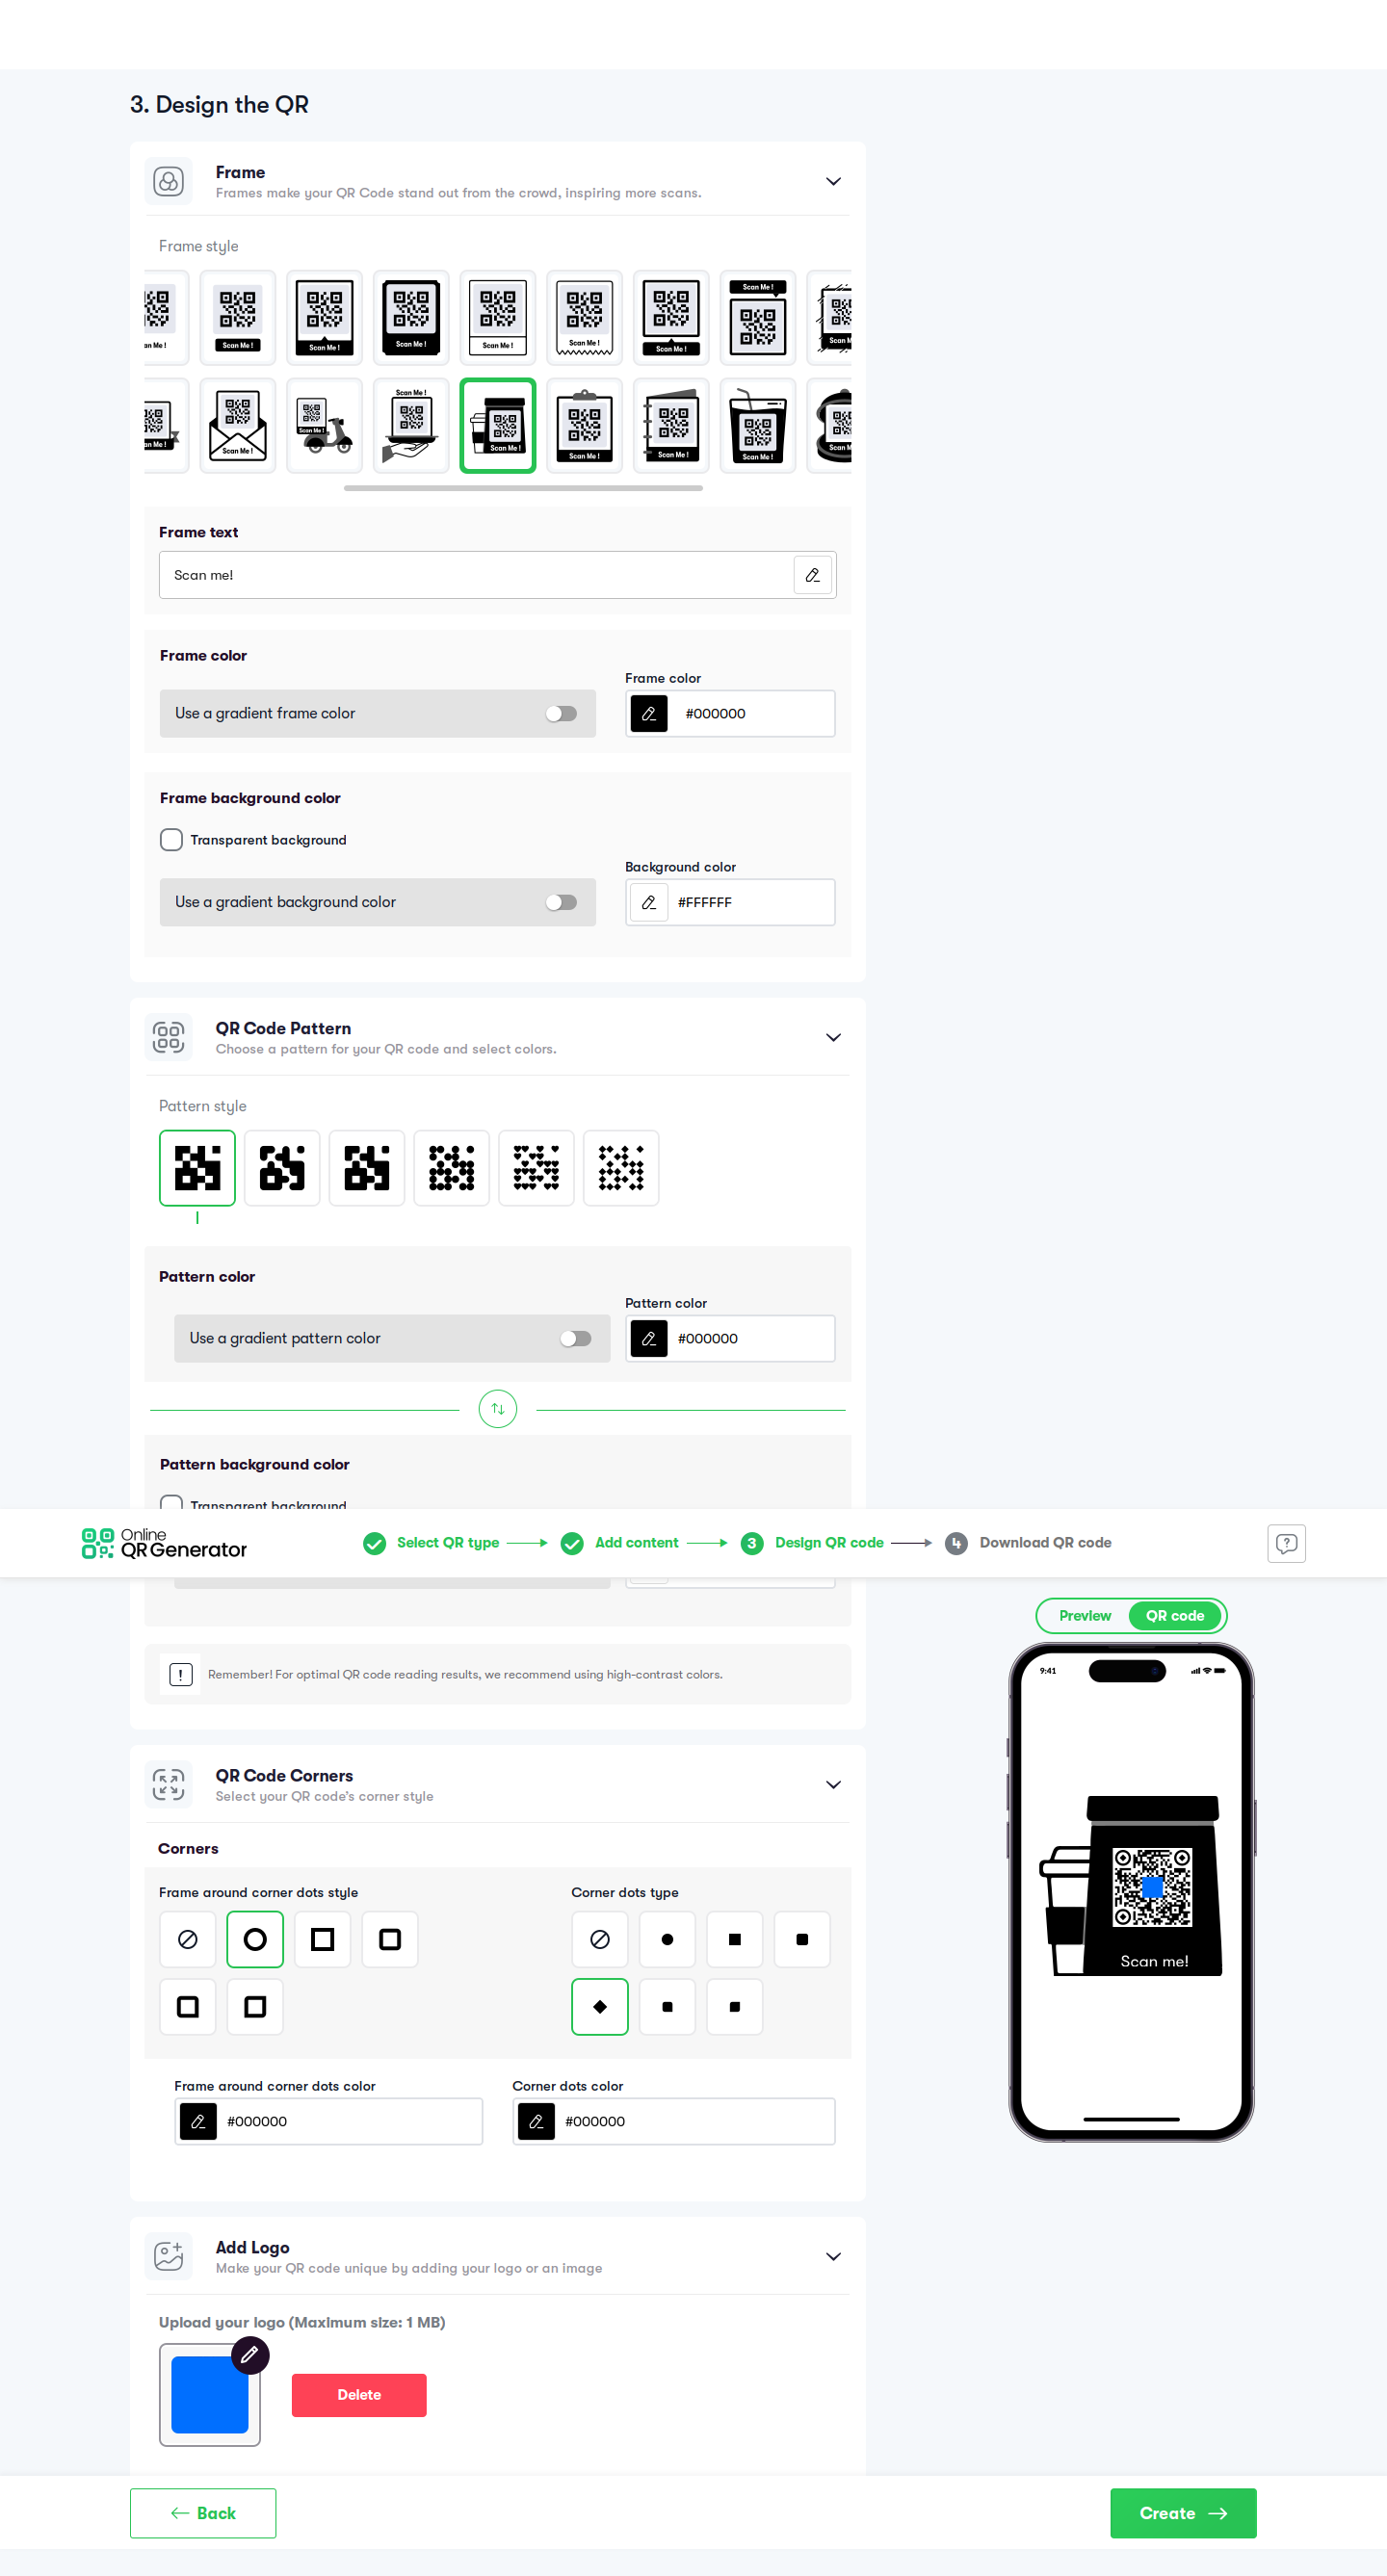 3. Design the QR
Frame
Frames make your QR Code stand out from the crowd, inspiring more scans.
Frame style
an Me !
Scan Me !
Scan Me !
Scan Me !
Scan Me !
Scan Me !
Scan Me !
Scan Me !
Scan M
an Me !
Scan Me !
Scan Me !
Scan Me !
Scan Me !
Scan Me !
Scan Me !
Scan Me !
Scan M
Frame text
Scan me!
Frame color
Frame color
Use a gradient frame color
#000000
Frame background color
Transparent background
Background color
Use a gradient background color
#FFFFFF
QR Code Pattern
Choose a pattern for your QR code and select colors.
Pattern style
Pattern color
Pattern color
Use a gradient pattern color
#000000
Pattern background color
Transparent background
Online
QR Generator
Select QR type
Add content
3 Design QR code
4 Download QR code
Preview
QR code
Remember! For optimal QR code reading results, we recommend using high-contrast colors.
9:41
QR Code Corners
Select your QR code's corner style
Corners
Frame around corner dots style
Corner dots type
Scan me!
Frame around corner dots color
Corner dots color
#000000
#000000
Add Logo
Make your QR code unique by adding your logo or an image
Upload your logo (Maximum size: 1 MB)
Delete
Back
Create